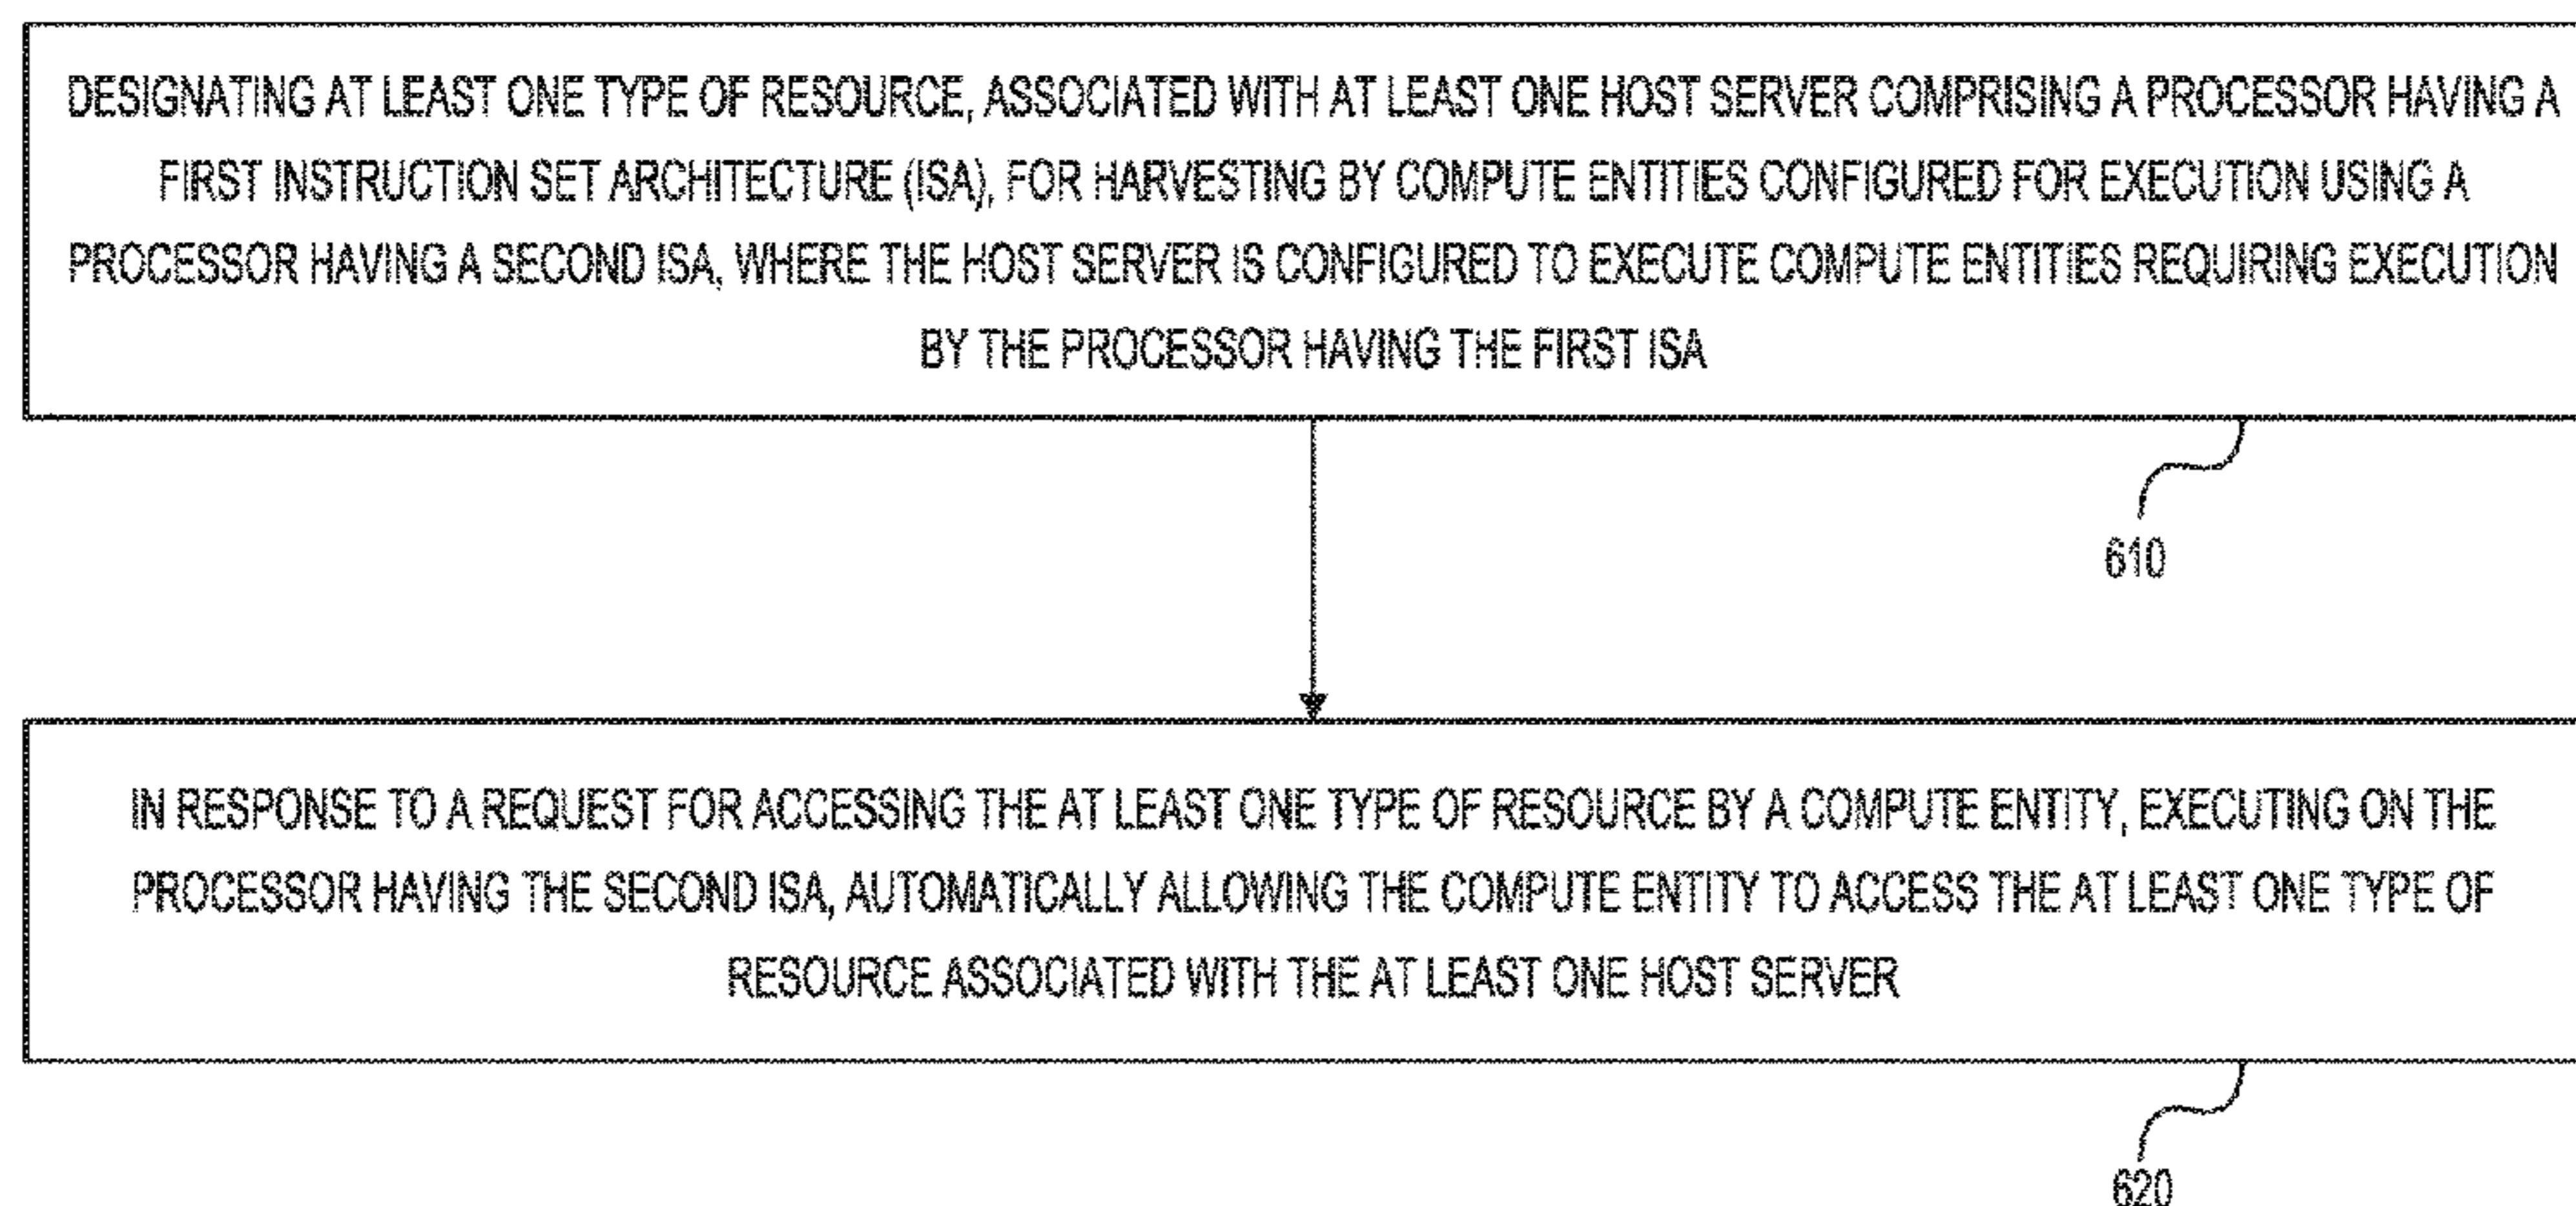 DESIGNATING AT LEAST ONE TYPE OF RESOURCE, ASSOCIATED WITH AT LEAST ONE HOST SERVER COMPRISING A PROCESSOR HAVING A
FIRST INSTRUCTION SET ARCHITECTURE (ISA), FOR HARVESTING BY COMPUTE ENTITIES CONFIGURED FOR EXECUTION USING A
PROCESSOR HAVING A SECOND ISA, WHERE THE HOST SERVER IS CONFIGURED TO EXECUTE COMPUTE ENTITIES REQUIRING EXECUTION
BY THE PROCESSOR HAVING THE FIRST ISA
610
IN RESPONSE TO A REQUEST FOR ACCESSING THE AT LEAST ONE TYPE OF RESOURCE BY A COMPUTE ENTITY, EXECUTING ON THE
PROCESSOR HAVING THE SECOND ISA, AUTOMATICALLY ALLOWING THE COMPUTE ENTITY TO ACCESS THE AT LEAST ONE TYPE OF
RESOURCE ASSOCIATED WITH THE AT LEAST ONE HOST SERVER
620